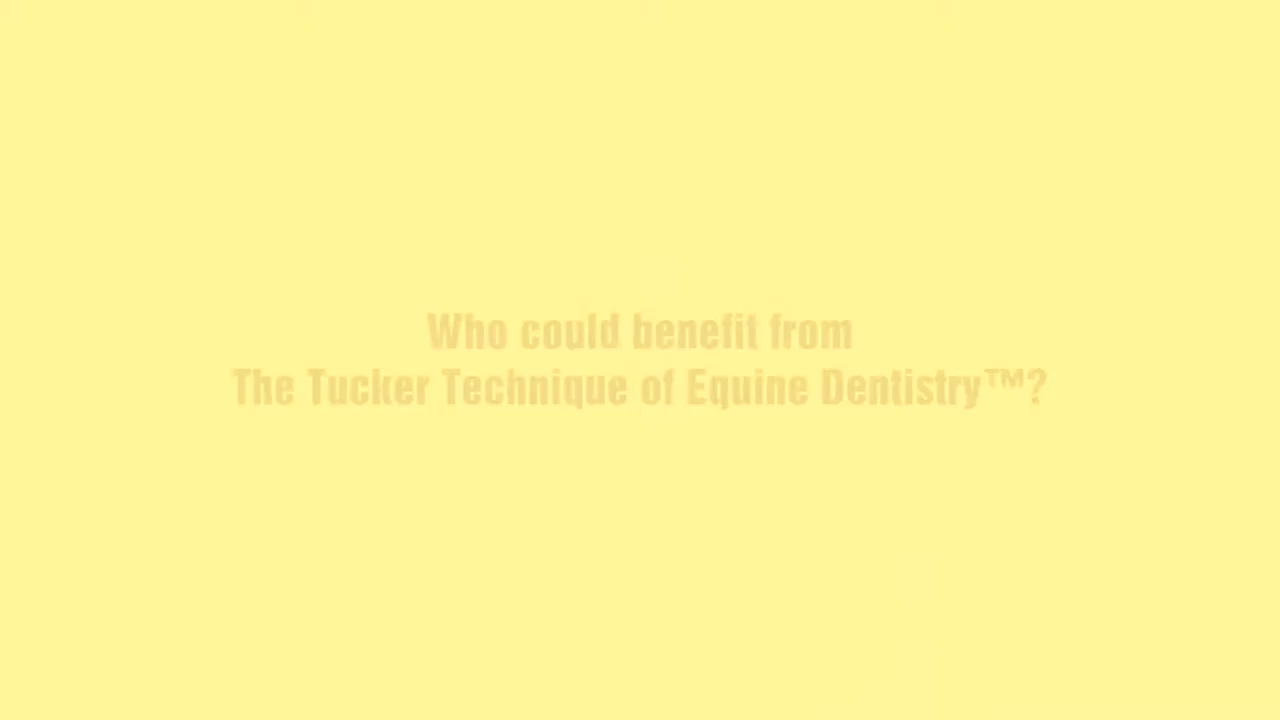 Who could benefit from
The Tucker Technique of Equine Dentistry™?